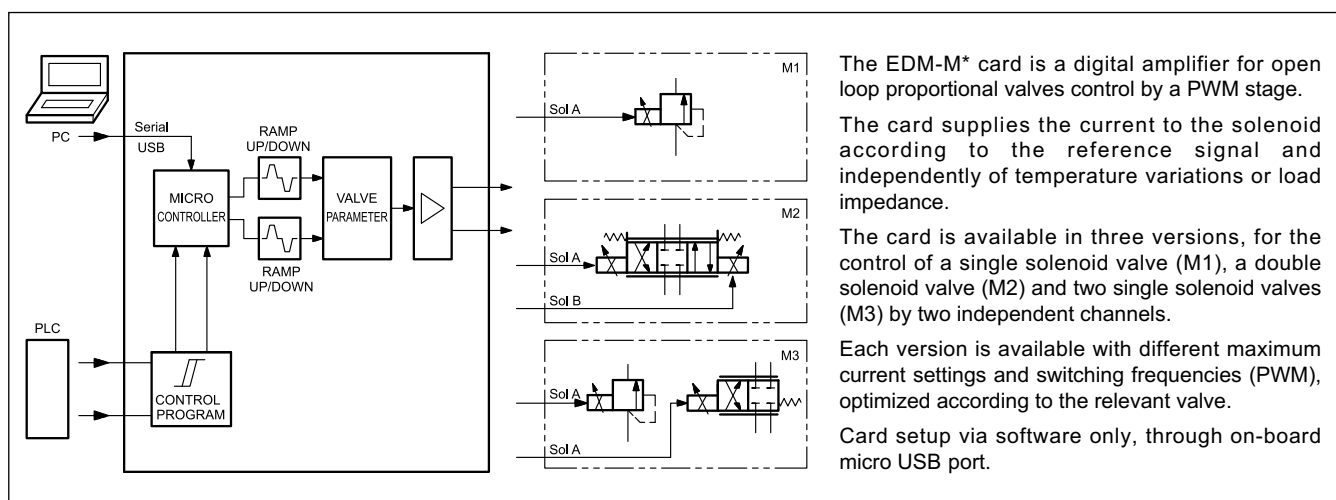 PC
Serial
USB
RAMP
UP/DOWN
MICRO
CONTROLLER
VALVE
PARAMETER
RAMP
UP/DOWN
PLC
CONTROL
PROGRAM
M1
Sol A
M2
Sol A
Sol B
M3
Sol A
Sol A
The EDM-M* card is a digital amplifier for open
loop proportional valves control by a PWM stage.
The card supplies the current to the solenoid
according to the reference signal and
independently of temperature variations or load
impedance.
The card is available in three versions, for the
control of a single solenoid valve (M1), a double
solenoid valve (M2) and two single solenoid valves
(M3) by two independent channels.
Each version is available with different maximum
current settings and switching frequencies (PWM),
optimized according to the relevant valve.
Card setup via software only, through on-board
micro USB port.